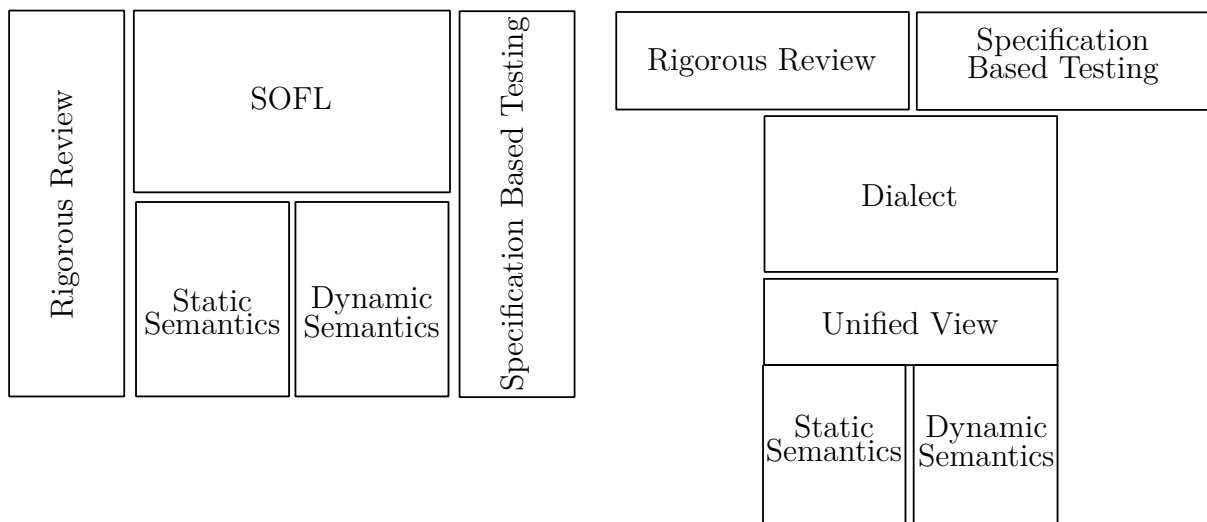 Rigorous Review
SOFL
Static
Semantics
Dynamic
Semantics
Specification Based Testing
Rigorous Review
Specification
Based Testing
Dialect
Unified View
Static
Semantics
Dynamic
Semantics